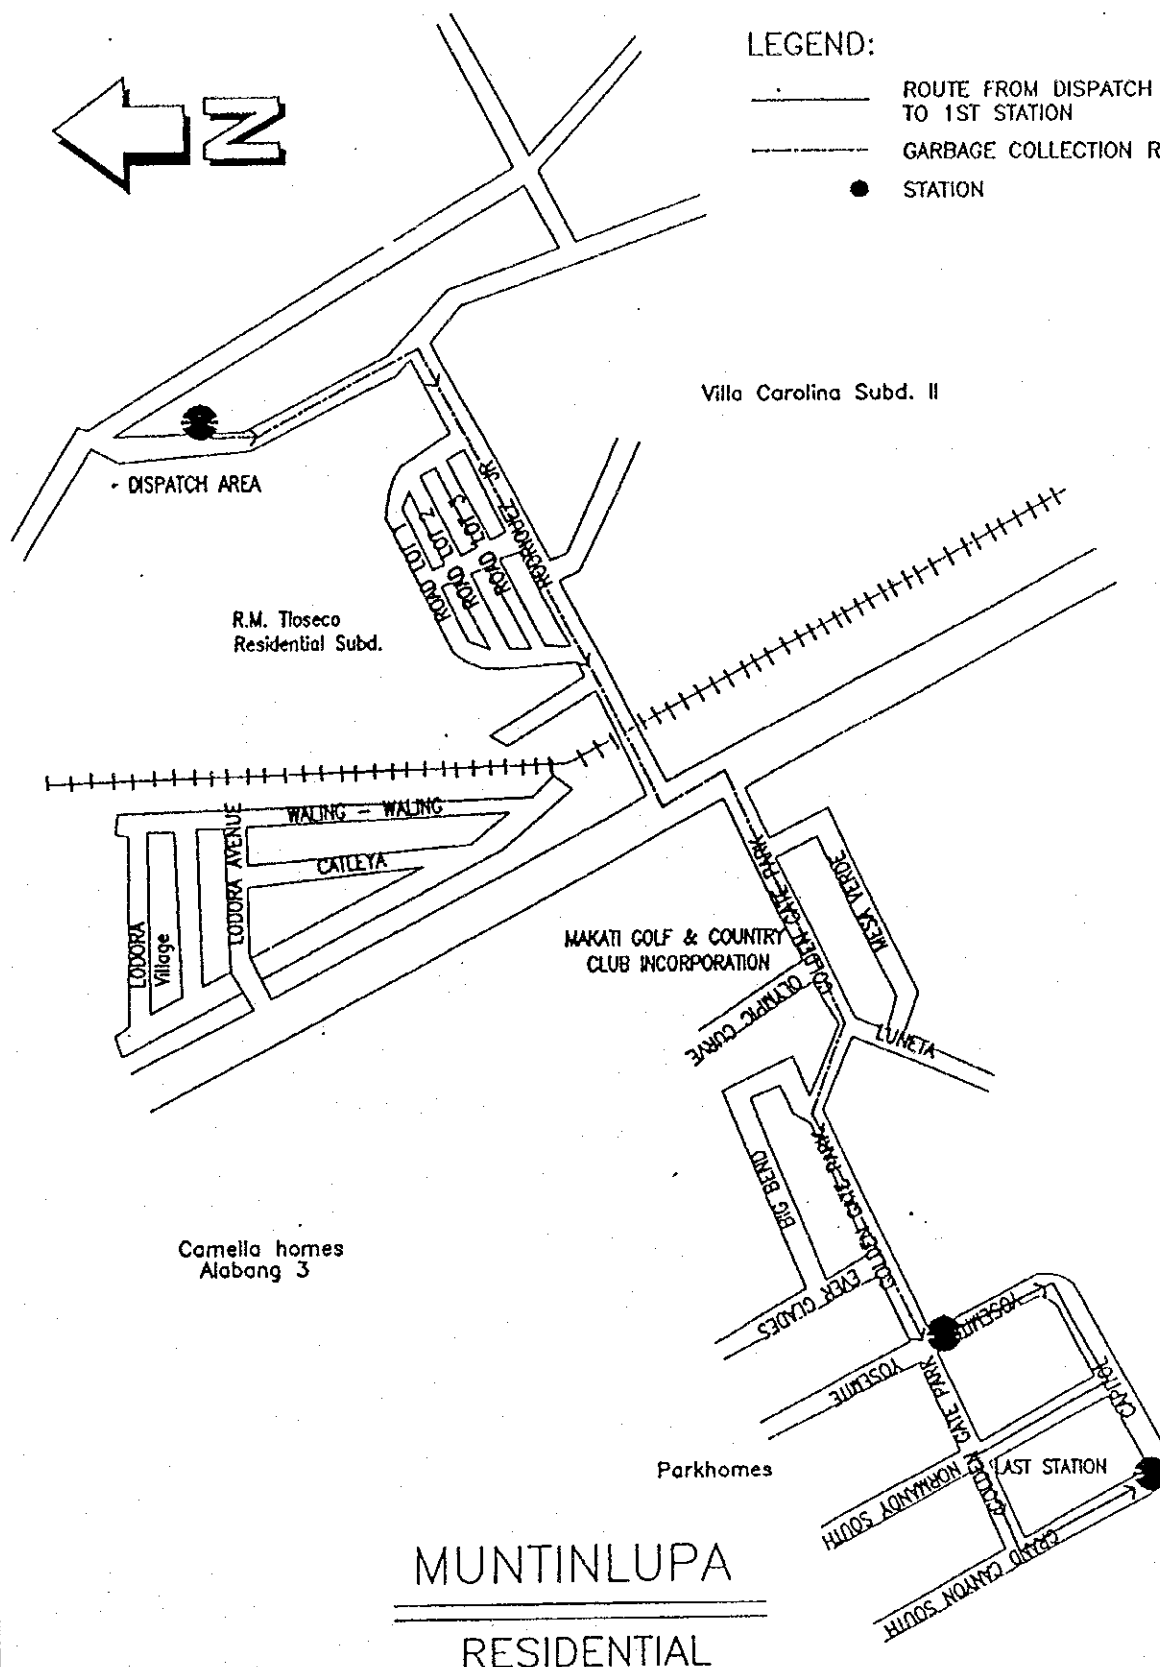 LEGEND:
ROUTE FROM DISPATCH
TO 1ST STATION
GARBAGE COLLECTION R
STATION
N
Villa Carolina Subd. II
DISPATCH AREA
ROAD LOT 1
ROAD LOT 2
ROAD LOT 3
RODRIGUEZ JR
R.M. Tioseco
Residential Subd.
WALING - WALING
LODORA AVENUE
CATLEYA
LODORA
Village
GOLDEN GATE PARK
MESA VERDE
MAKATI GOLF & COUNTRY
CLUB INCORPORATION
OLYMPIC CURVE
LUNETA
BIG BEND
GOLDEN GATE PARK
Camella homes
Alabang 3
EVER GLADES
YOSEMITE
YOSEMITE
GOLDEN GATE PARK
CAPITOL
Parkhomes
NORMANDY SOUTH
LAST STATION
GRAND CANYON SOUTH
MUNTINLUPA
RESIDENTIAL